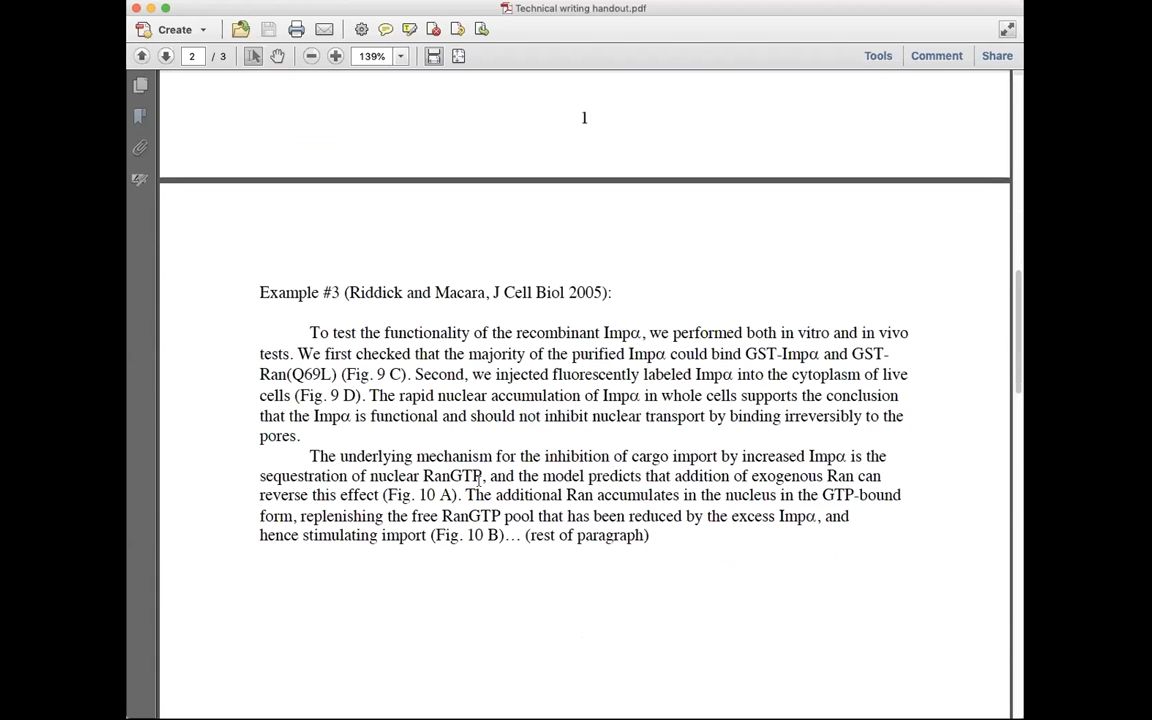 Technical writing handout.pdf
Create
2 / 3 139% Tools Comment Share
1
Example #3 (Riddick and Macara, J Cell Biol 2005):
To test the functionality of the recombinant Impα, we performed both in vitro and in vivo
tests. We first checked that the majority of the purified Impα could bind GST-Impα and GST-
Ran(Q69L) (Fig. 9 C). Second, we injected fluorescently labeled Impα into the cytoplasm of live
cells (Fig. 9 D). The rapid nuclear accumulation of Impα in whole cells supports the conclusion
that the Impα is functional and should not inhibit nuclear transport by binding irreversibly to the
pores.
The underlying mechanism for the inhibition of cargo import by increased Impα is the
sequestration of nuclear RanGTP, and the model predicts that addition of exogenous Ran can
reverse this effect (Fig. 10 A). The additional Ran accumulates in the nucleus in the GTP-bound
form, replenishing the free RanGTP pool that has been reduced by the excess Impα, and
hence stimulating import (Fig. 10 B)… (rest of paragraph)